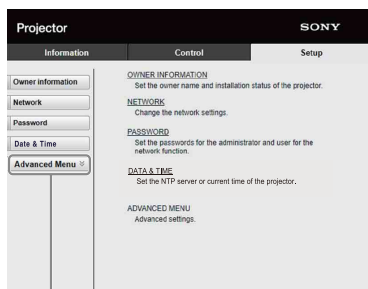 Projector
SONY
Information
Control
Setup
Owner information
Network
Password
Date & Time
Advanced Menu
OWNER INFORMATION
Set the owner name and installation status of the projector.
NETWORK
Change the network settings.
PASSWORD
Set the passwords for the administrator and user for the
network function.
DATA & TIME
Set the NTP server or current time of the projector.
ADVANCED MENU
Advanced settings.